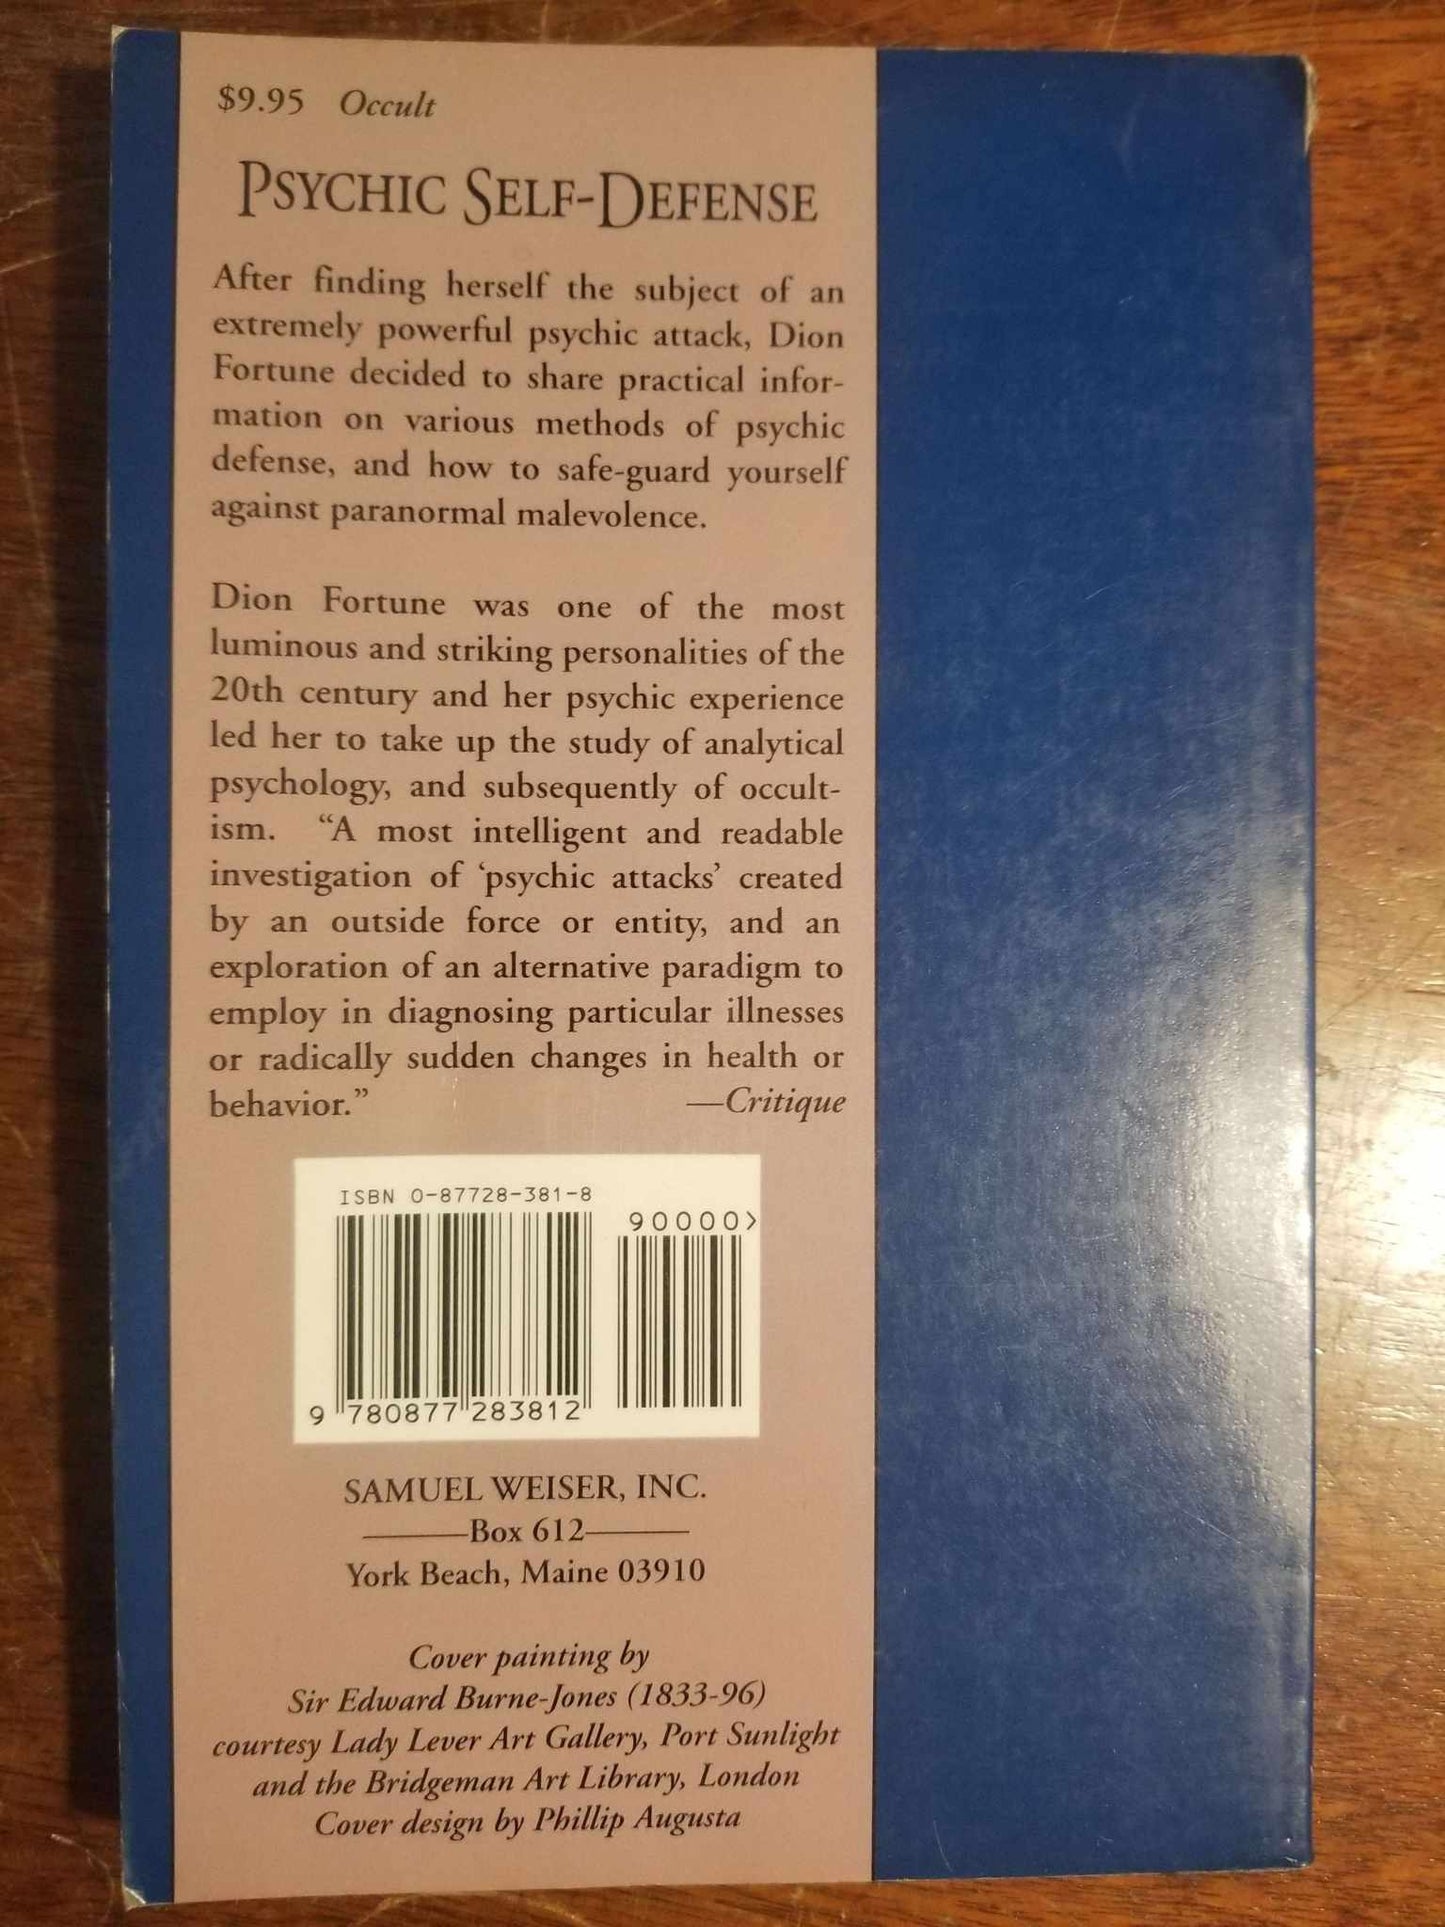 $9.95 Occult
PSYCHIC SELF-DEFENSE
After finding herself the subject of an
extremely powerful psychic attack, Dion
Fortune decided to share practical infor-
mation on various methods of psychic
defense, and how to safe-guard yourself
against paranormal malevolence.
Dion Fortune was one of the most
luminous and striking personalities of the
20th century and her psychic experience
led her to take up the study of analytical
psychology, and subsequently of occult-
ism. “A most intelligent and readable
investigation of ‘psychic attacks’ created
by an outside force or entity, and an
exploration of an alternative paradigm to
employ in diagnosing particular illnesses
or radically sudden changes in health or
behavior.” —Critique
ISBN 0-87728-381-8
90000>
9 780877 283812
SAMUEL WEISER, INC.
Box 612
York Beach, Maine 03910
Cover painting by
Sir Edward Burne-Jones (1833-96)
courtesy Lady Lever Art Gallery, Port Sunlight
and the Bridgeman Art Library, London
Cover design by Phillip Augusta